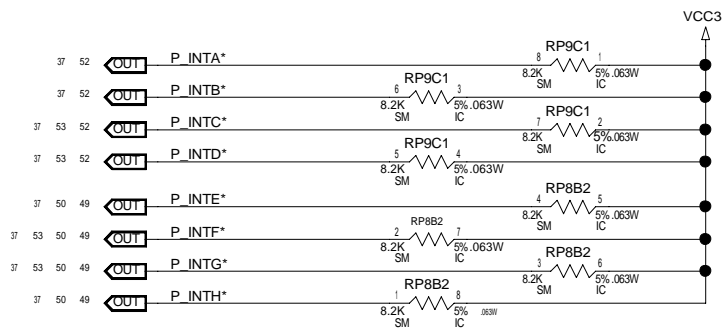 VCC3
RP9C1
37 52 OUT P_INTA* 8 1
8.2K 5%.063W
SM IC
RP9C1
37 52 OUT P_INTB* 6 3
8.2K 5%.063W
SM IC
RP9C1
37 53 52 OUT P_INTC* 7 2
8.2K 5%.063W
SM IC
RP9C1
37 53 52 OUT P_INTD* 5 4
8.2K 5%.063W
SM IC
RP8B2
37 50 49 OUT P_INTE* 4 5
8.2K 5%.063W
SM IC
RP8B2
37 53 50 49 OUT P_INTF* 2 7
8.2K 5%.063W
SM IC
RP8B2
37 53 50 49 OUT P_INTG* 3 6
8.2K 5%.063W
SM IC
RP8B2
37 50 49 OUT P_INTH* 1 8
8.2K 5% .063W
SM IC